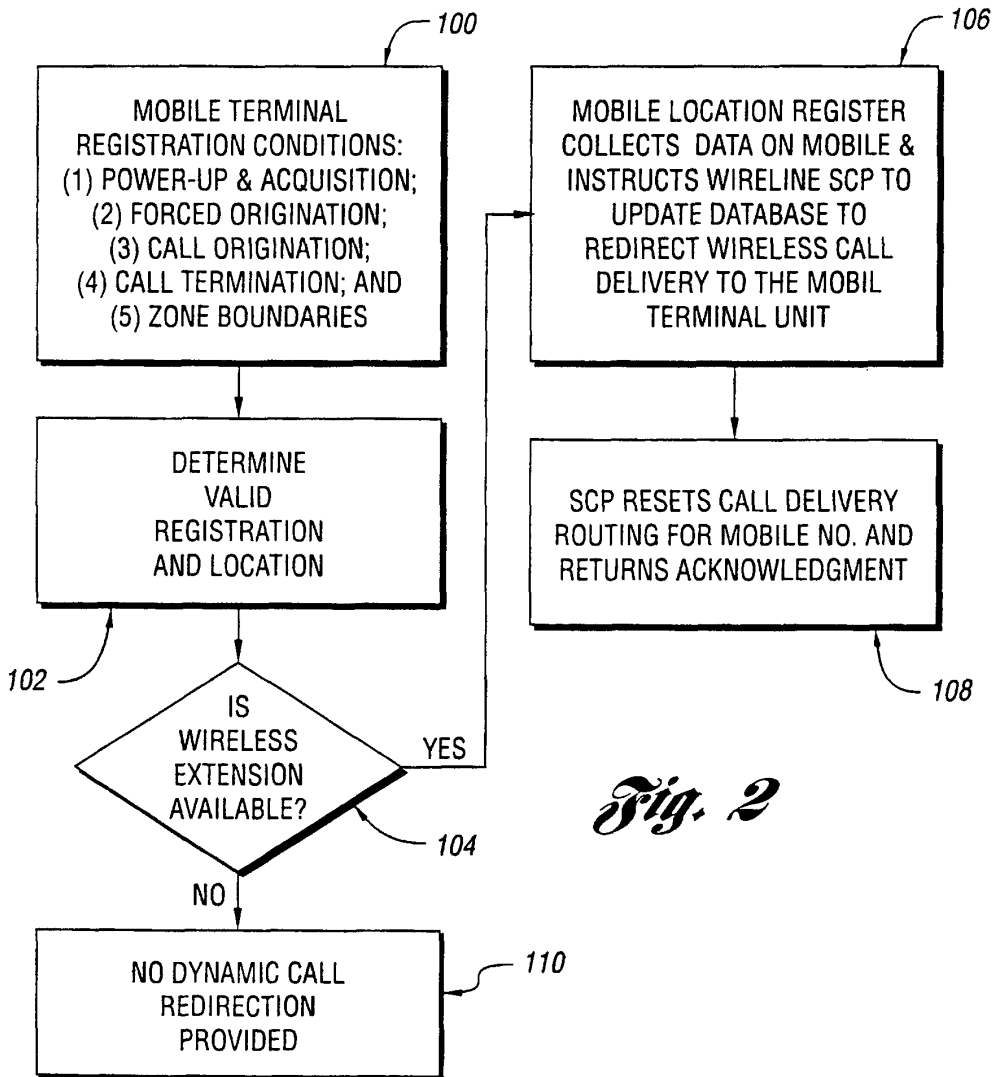 100
MOBILE TERMINAL
REGISTRATION CONDITIONS:
(1) POWER-UP & ACQUISITION;
(2) FORCED ORIGINATION;
(3) CALL ORIGINATION;
(4) CALL TERMINATION; AND
(5) ZONE BOUNDARIES
DETERMINE
VALID
REGISTRATION
AND LOCATION
102
IS
WIRELESS
EXTENSION
AVAILABLE?
YES
104
NO
NO DYNAMIC CALL
REDIRECTION
PROVIDED
110
106
MOBILE LOCATION REGISTER
COLLECTS DATA ON MOBILE &
INSTRUCTS WIRELINE SCP TO
UPDATE DATABASE TO
REDIRECT WIRELESS CALL
DELIVERY TO THE MOBIL
TERMINAL UNIT
SCP RESETS CALL DELIVERY
ROUTING FOR MOBILE NO. AND
RETURNS ACKNOWLEDGMENT
108
Fig. 2